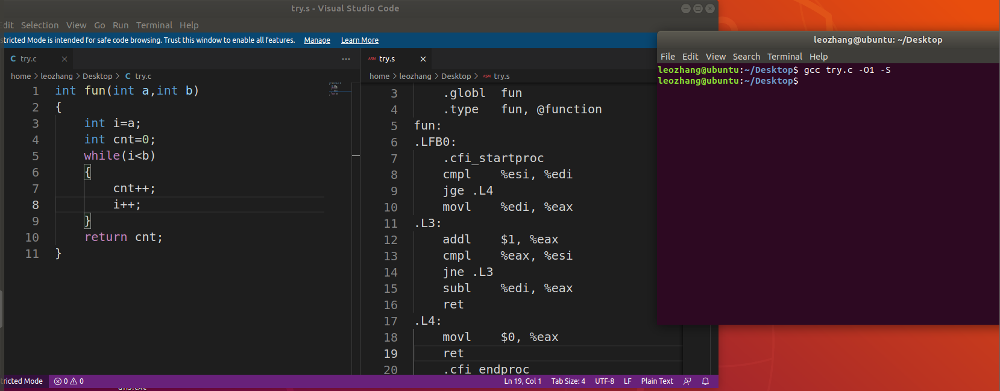 try.s - Visual Studio Code
dit Selection View Go Run Terminal Help
tricted Mode is intended for safe code browsing. Trust this window to enable all features. Manage Learn More
C try.c × ···
home > leozhang > Desktop > C try.c
1 int fun(int a,int b)
2 {
3 int i=a;
4 int cnt=0;
5 while(i<b)
6 {
7 cnt++;
8 i++;
9 }
10 return cnt;
11 }
ASM try.s ×
home > leozhang > Desktop > ASM try.s
3 .globl fun
4 .type fun, @function
5 fun:
6 .LFB0:
7 .cfi_startproc
8 cmpl %esi, %edi
9 jge .L4
10 movl %edi, %eax
11 .L3:
12 addl $1, %eax
13 cmpl %eax, %esi
14 jne .L3
15 subl %edi, %eax
16 ret
17 .L4:
18 movl $0, %eax
19 ret
20 .cfi_endproc
tricted Mode 0 0 Ln 19, Col 1 Tab Size: 4 UTF-8 LF Plain Text
leozhang@ubuntu: ~/Desktop
File Edit View Search Terminal Help
leozhang@ubuntu:~/Desktop$ gcc try.c -O1 -S
leozhang@ubuntu:~/Desktop$